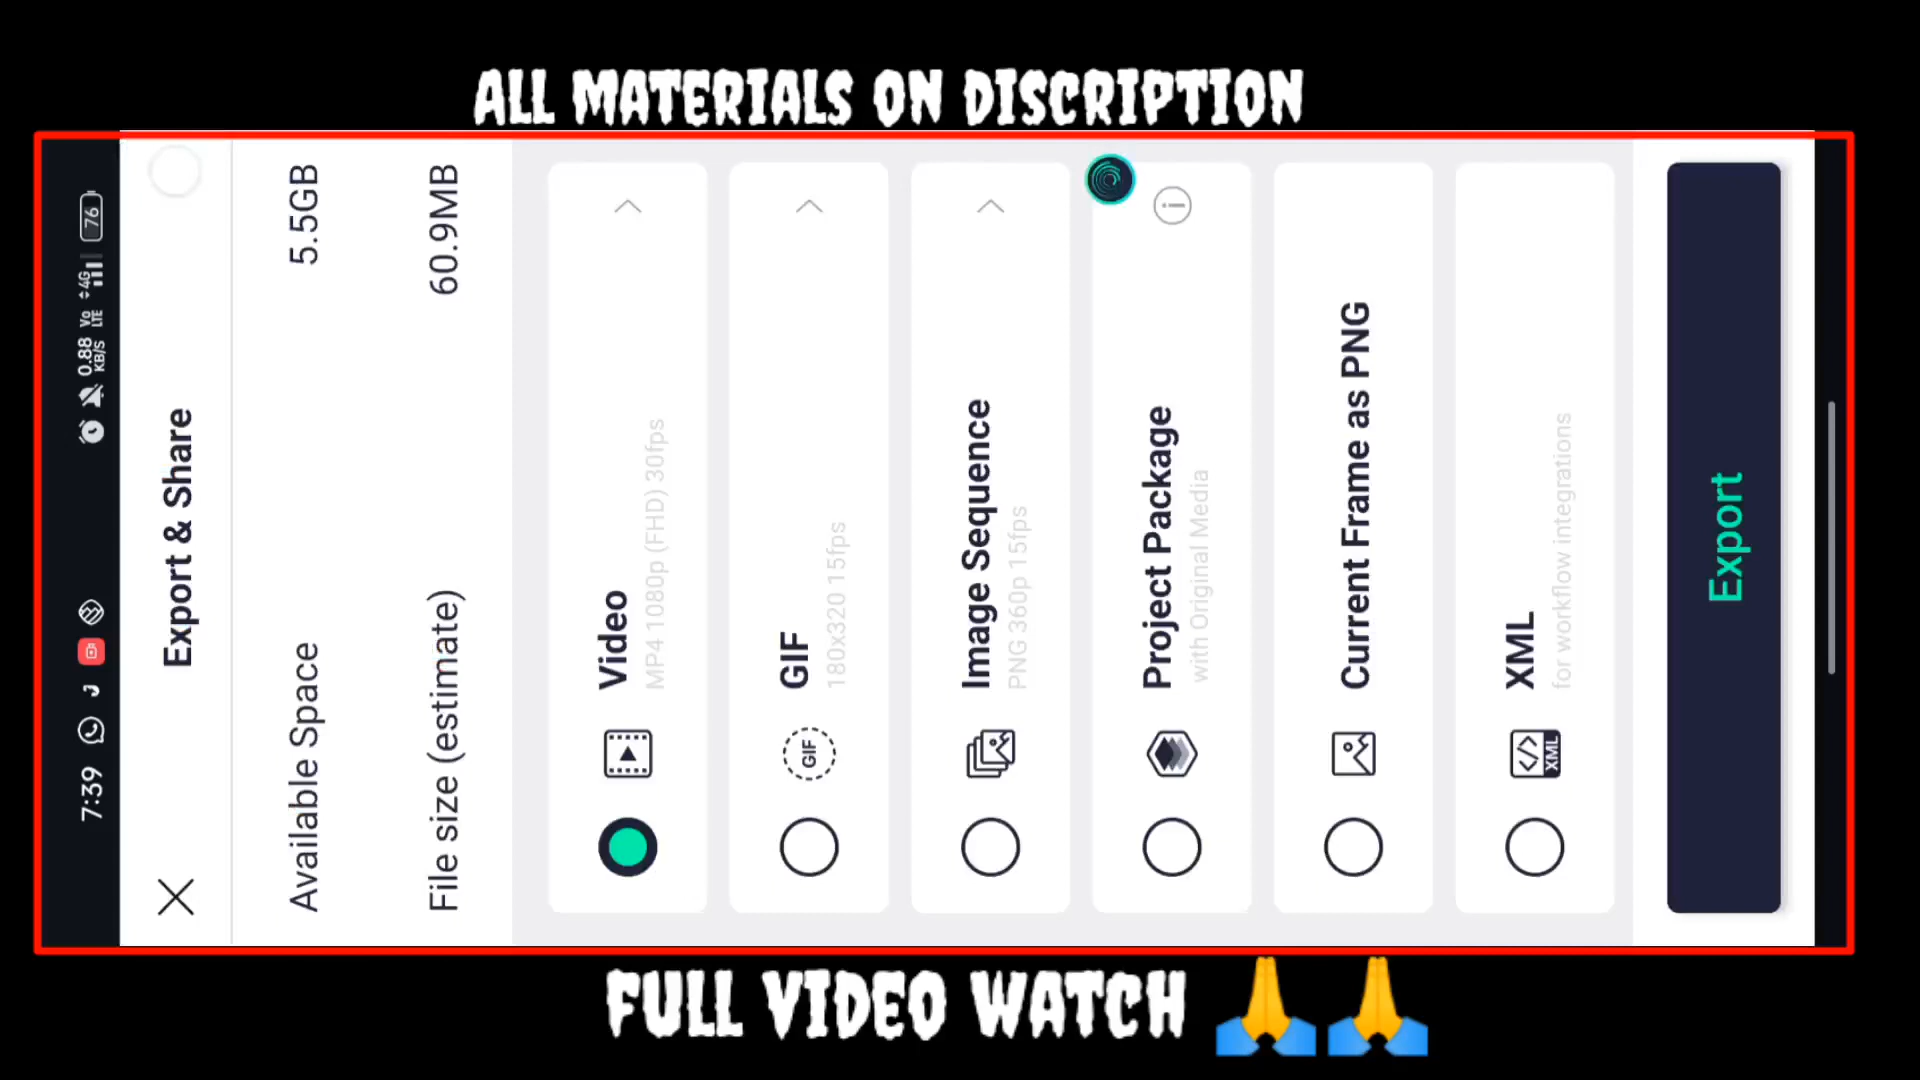 ALL MATERIALS ON DISCRIPTION
7:39
0.88 KB/S
Vo LTE
4G
76
Export & Share
Available Space 5.5GB
File size (estimate) 60.9MB
Video
MP4 1080p (FHD) 30fps
GIF
GIF
180x320 15fps
Image Sequence
PNG 360p 15fps
Project Package
with Original Media
Current Frame as PNG
XML
XML
for workflow integrations
Export
FULL VIDEO WATCH 🙏🙏